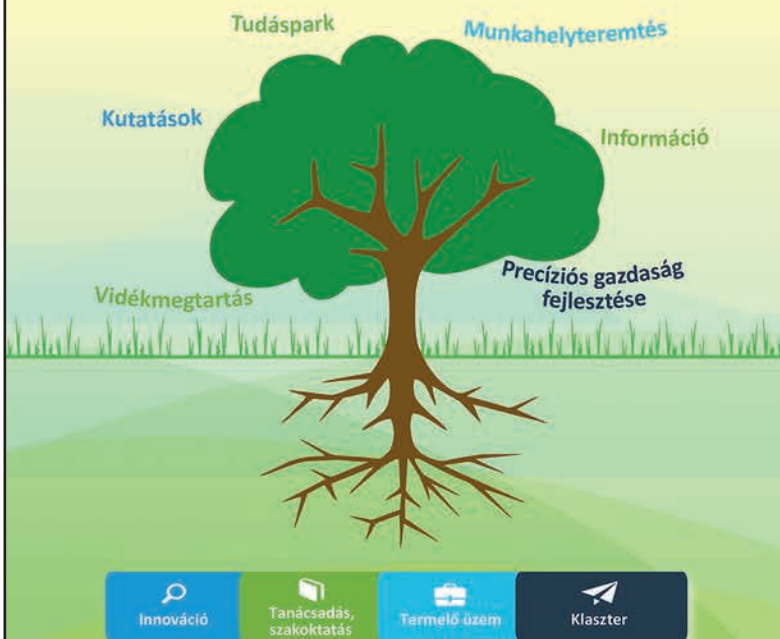 Tudáspark
Munkahelyteremtés
Kutatások
Információ
Precíziós gazdaság
fejlesztése
Vidékmegtartás
Innováció
Tanácsadás,
szakoktatás
Termelő üzem
Klaszter